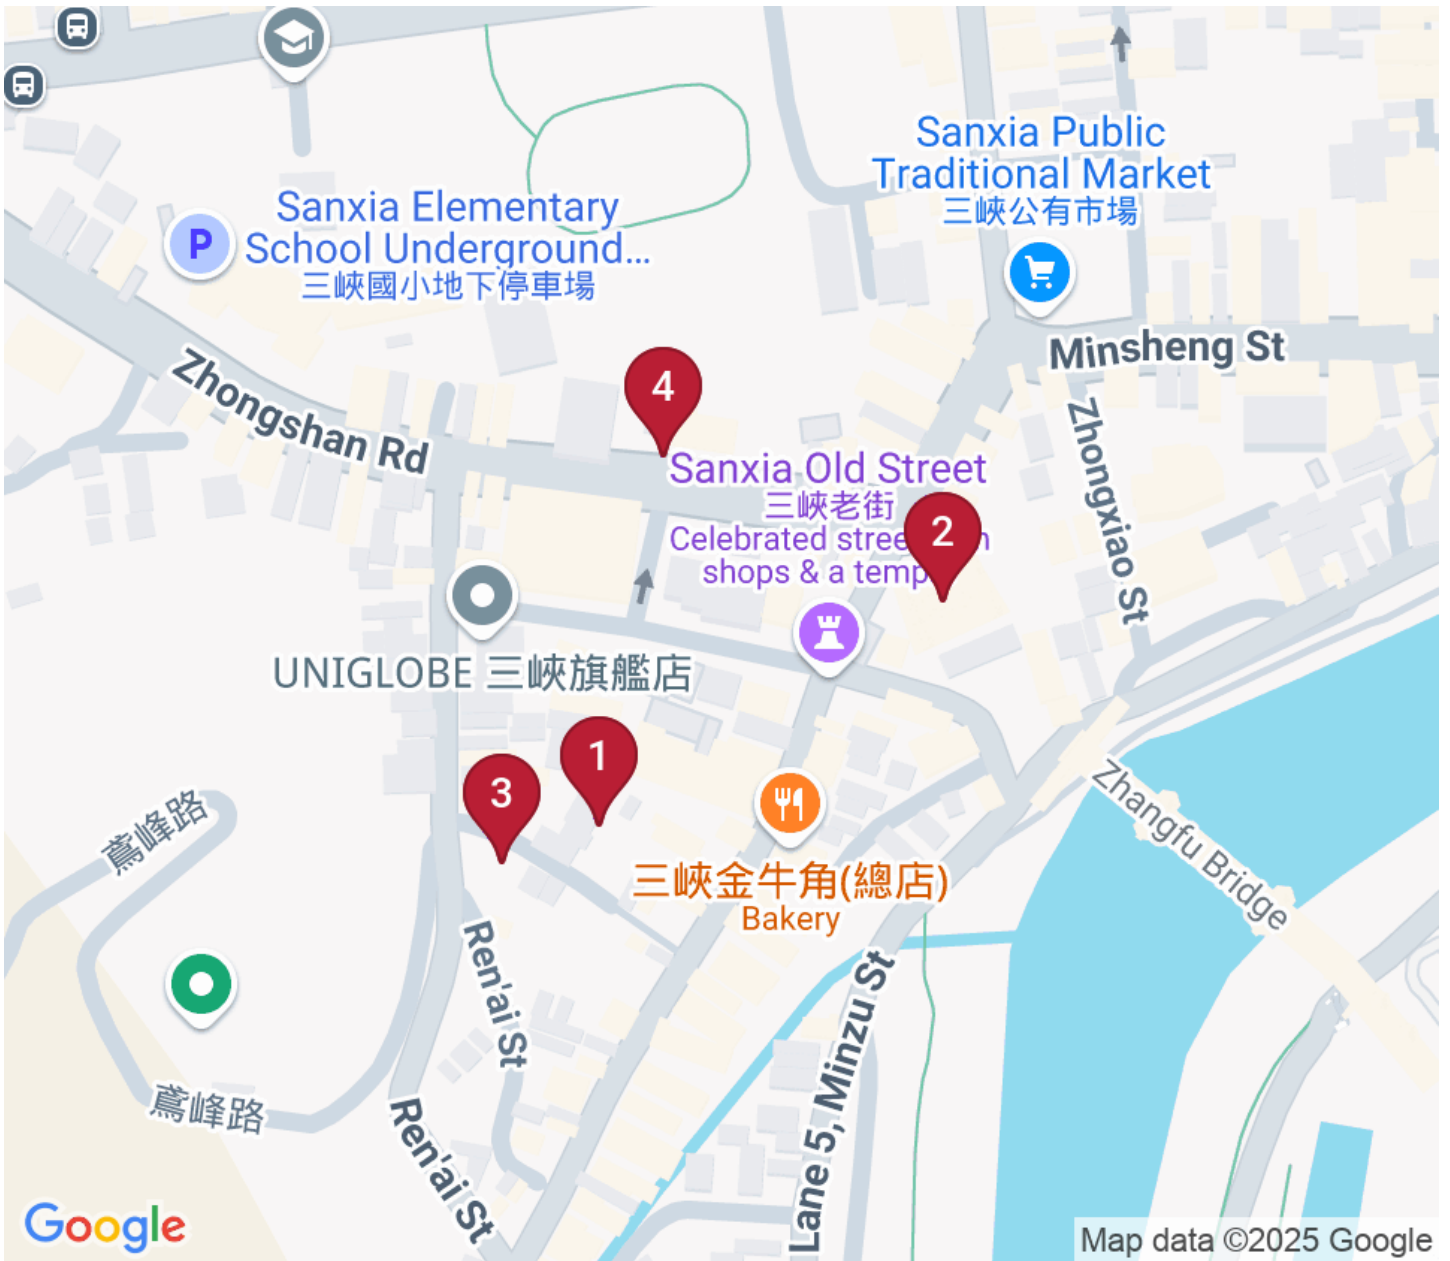 Sanxia Public
Traditional Market
三峽公有市場
Sanxia Elementary
School Underground...
三峽國小地下停車場
P
Minsheng St
Zhongshan Rd
4
Zhongxiao St
Sanxia Old Street
三峽老街
Celebrated
shops & a
2
UNIGLOBE 三峽旗艦店
1
3
鳶峰路
Zhangfu Bridge
三峽金牛角(總店)
Bakery
Ren'ai St
鳶峰路
Ren'ai St
Lane 5, Minzu St
Google
Map data ©2025 Google